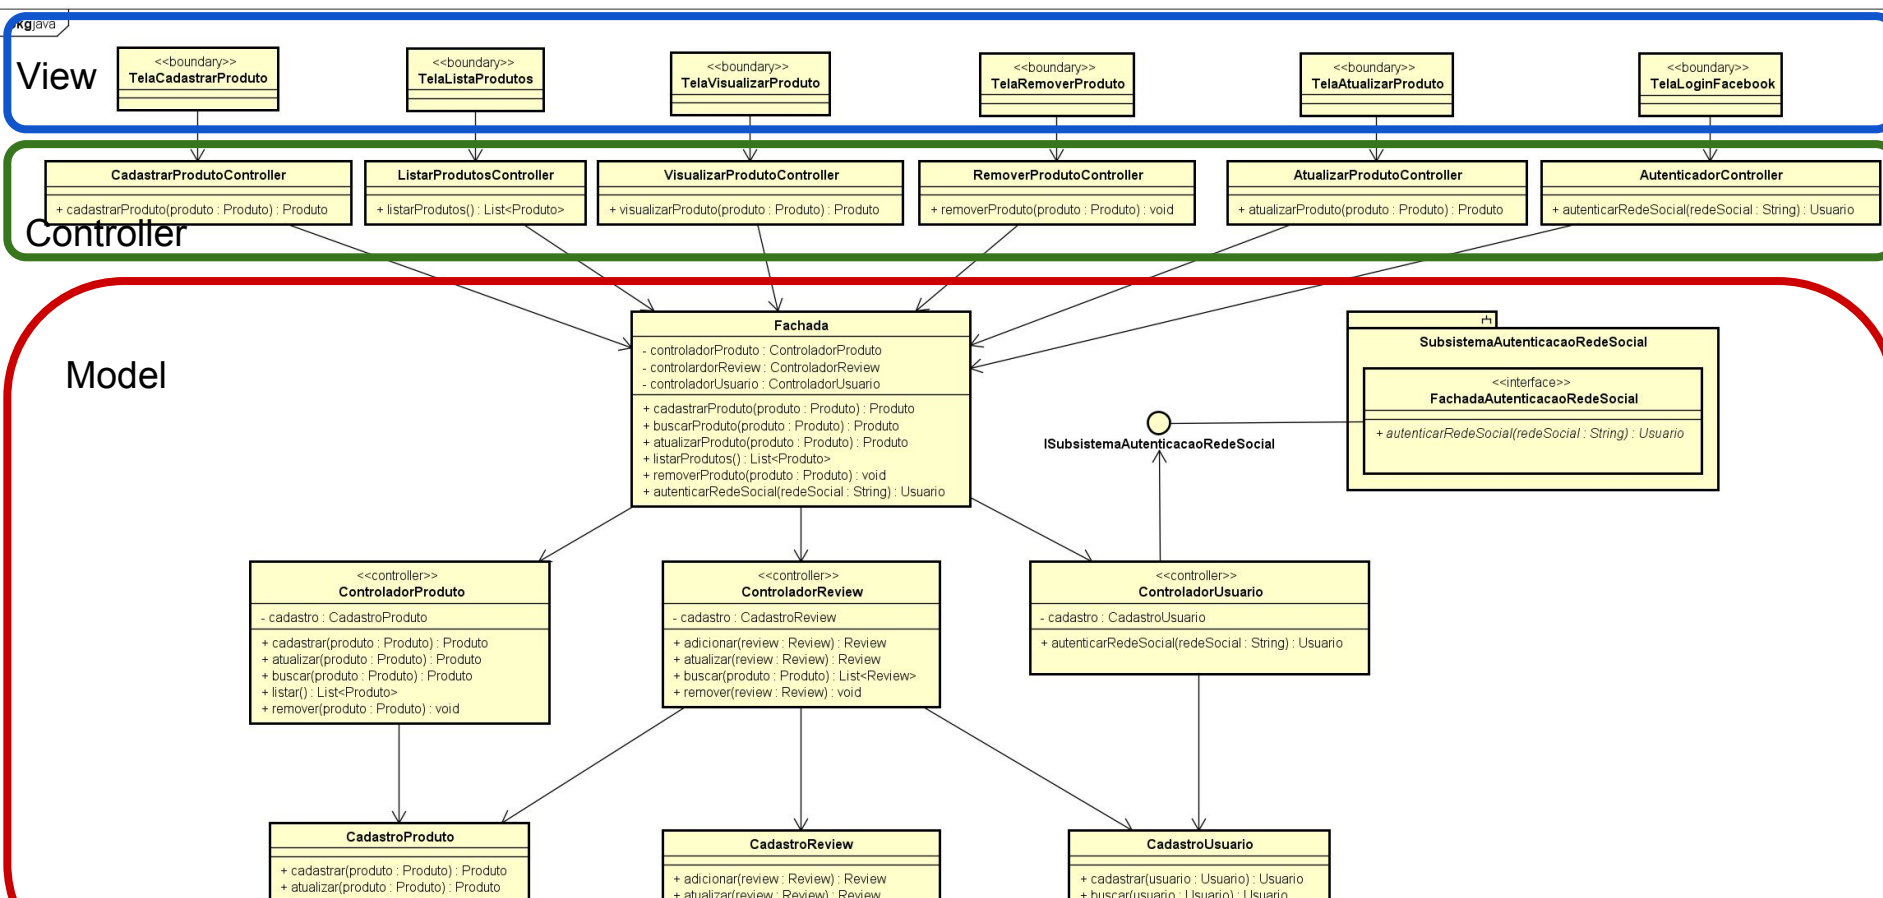 pkg java
View
<<boundary>>
TelaCadastrarProduto
<<boundary>>
TelaListaProdutos
<<boundary>>
TelaVisualizarProduto
<<boundary>>
TelaRemoverProduto
<<boundary>>
TelaAtualizarProduto
<<boundary>>
TelaLoginFacebook
Controller
CadastrarProdutoController
+ cadastrarProduto(produto : Produto) : Produto
ListarProdutosController
+ listarProdutos() : List<Produto>
VisualizarProdutoController
+ visualizarProduto(produto : Produto) : Produto
RemoverProdutoController
+ removerProduto(produto : Produto) : void
AtualizarProdutoController
+ atualizarProduto(produto : Produto) : Produto
AutenticadorController
+ autenticarRedeSocial(redeSocial : String) : Usuario
Model
Fachada
- controladorProduto : ControladorProduto
- controlardorReview : ControladorReview
- controladorUsuario : ControladorUsuario
+ cadastrarProduto(produto : Produto) : Produto
+ buscarProduto(produto : Produto) : Produto
+ atualizarProduto(produto : Produto) : Produto
+ listarProdutos() : List<Produto>
+ removerProduto(produto : Produto) : void
+ autenticarRedeSocial(redeSocial : String) : Usuario
SubsistemaAutenticacaoRedeSocial
<<interface>>
FachadaAutenticacaoRedeSocial
+ autenticarRedeSocial(redeSocial : String) : Usuario
ISubsistemaAutenticacaoRedeSocial
<<controller>>
ControladorProduto
- cadastro : CadastroProduto
+ cadastrar(produto : Produto) : Produto
+ atualizar(produto : Produto) : Produto
+ buscar(produto : Produto) : Produto
+ listar() : List<Produto>
+ remover(produto : Produto) : void
<<controller>>
ControladorReview
- cadastro : CadastroReview
+ adicionar(review : Review) : Review
+ atualizar(review : Review) : Review
+ buscar(produto : Produto) : List<Review>
+ remover(review : Review) : void
<<controller>>
ControladorUsuario
- cadastro : CadastroUsuario
+ autenticarRedeSocial(redeSocial : String) : Usuario
CadastroProduto
+ cadastrar(produto : Produto) : Produto
+ atualizar(produto : Produto) : Produto
CadastroReview
+ adicionar(review : Review) : Review
+ atualizar(review : Review) : Review
CadastroUsuario
+ cadastrar(usuario : Usuario) : Usuario
+ buscar(usuario : Usuario) : Usuario